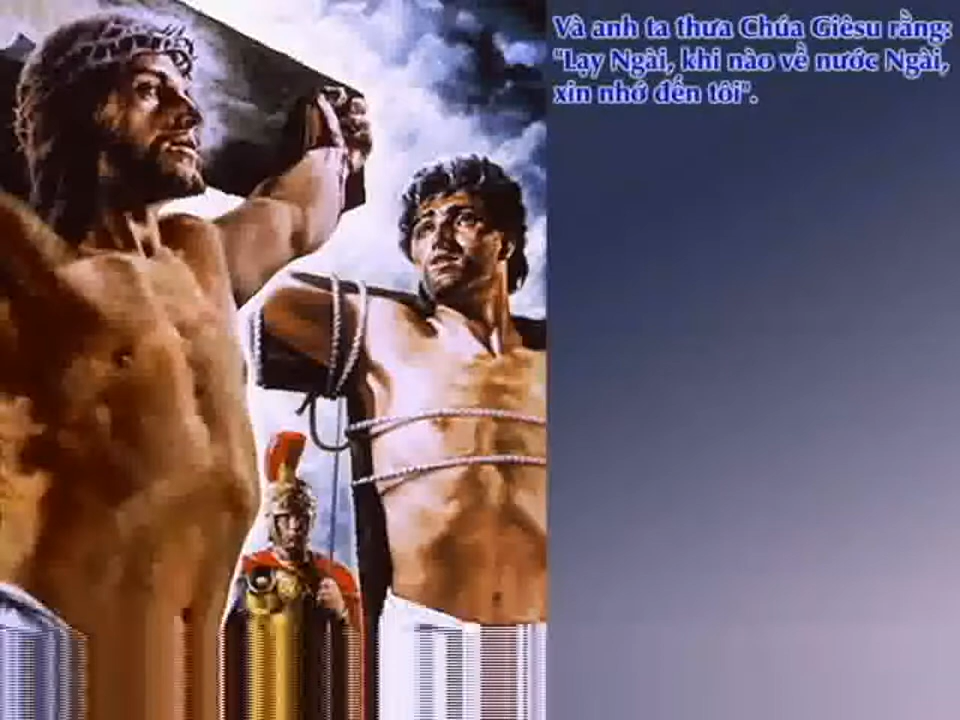 Và anh ta thưa Chúa Giêsu rằng:
"Lạy Ngài, khi nào về nước Ngài,
xin nhớ đến tôi".